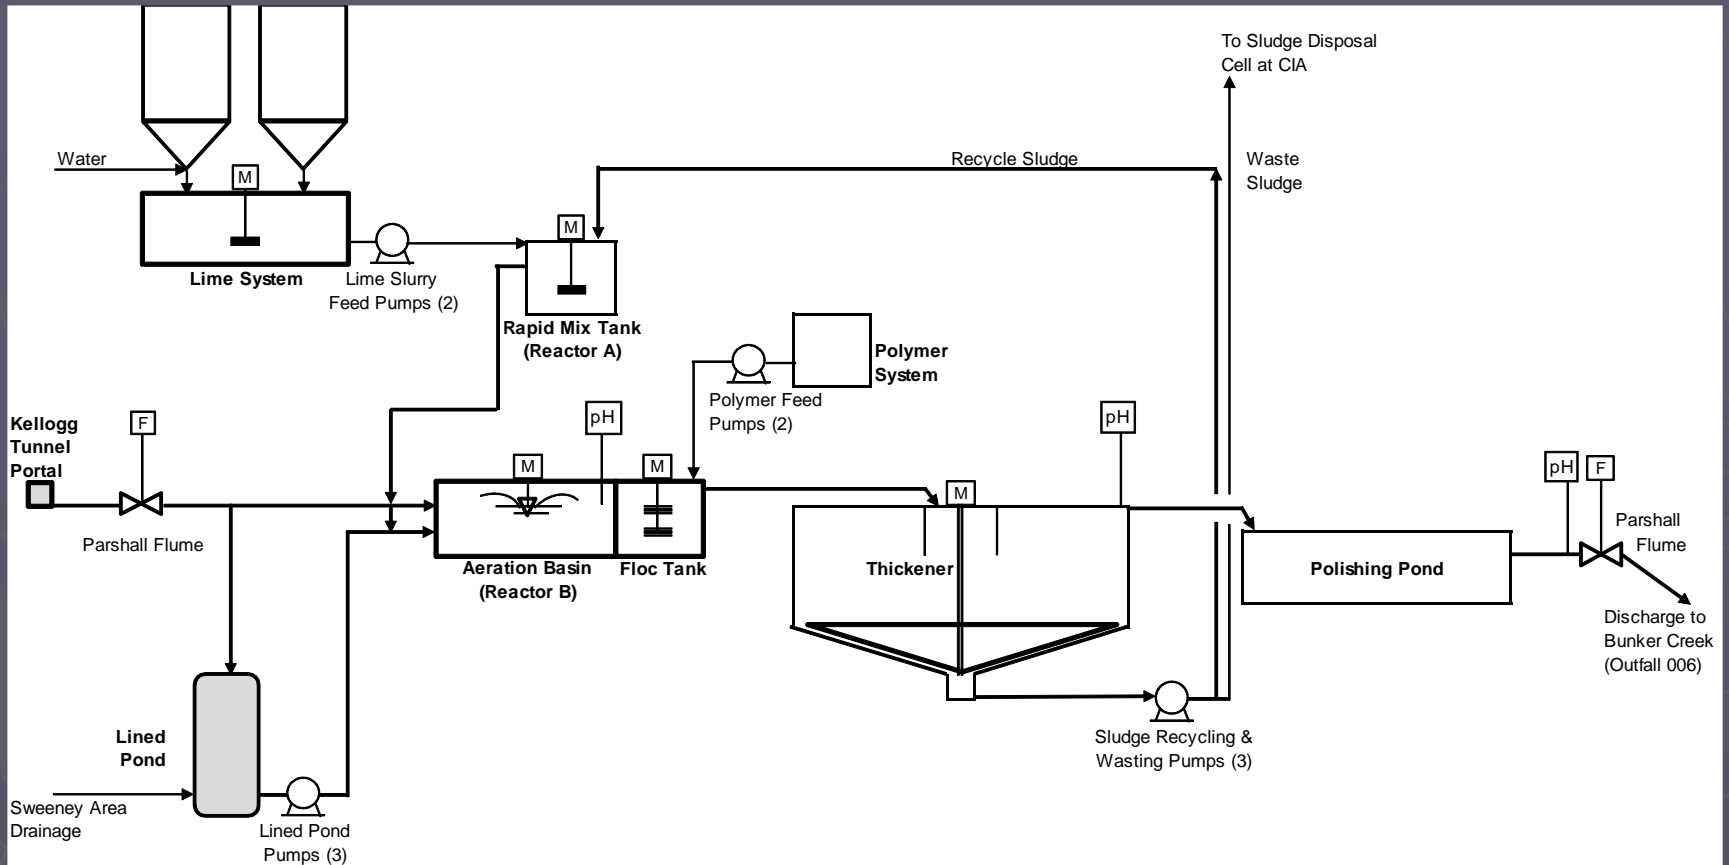 To Sludge Disposal
Cell at CIA
Water
M
Recycle Sludge
Waste
Sludge
M
Lime System
Lime Slurry
Feed Pumps (2)
Rapid Mix Tank
(Reactor A)
Polymer
System
Polymer Feed
Pumps (2)
Kellogg
Tunnel
Portal
F
Parshall Flume
pH
M
M
Aeration Basin
(Reactor B)
Floc Tank
pH
M
Thickener
pH
F
Parshall
Flume
Polishing Pond
Discharge to
Bunker Creek
(Outfall 006)
Sludge Recycling &
Wasting Pumps (3)
Lined
Pond
Sweeney Area
Drainage
Lined Pond
Pumps (3)